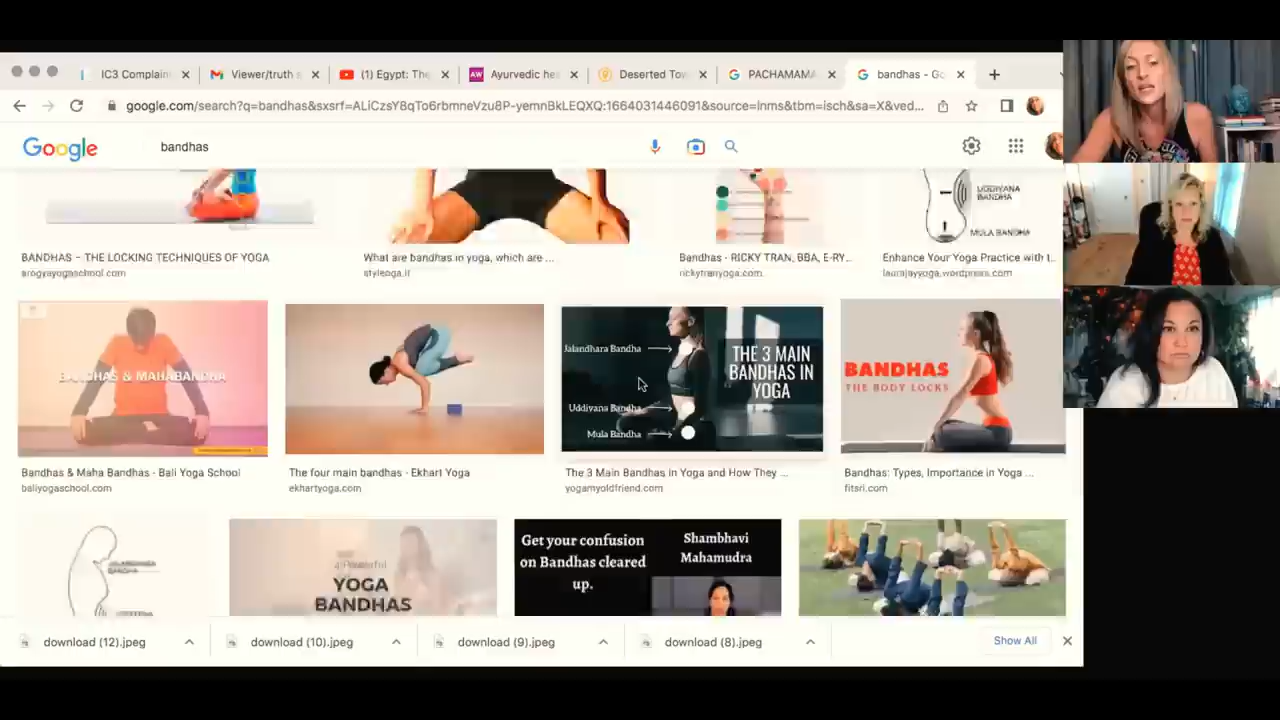 IC3 Complain
Viewer/truth s
(1) Egypt: The
Ayurvedic hea
Deserted Tow
PACHAMAMA
bandhas - Go
google.com/search?q=bandhas&sxsrf=ALiCzsY8qTo6rbmneVzu8P-yemnBkLEQXQ:1664031446091&source=lnms&tbm=isch&sa=X&ved...
Google
bandhas
UDDIYANA
BANDHA
MULA BANDHA
BANDHAS - THE LOCKING TECHNIQUES OF YOGA
What are bandhas in yoga, which are ...
Bandhas - RICKY TRAN, BBA, E-RY...
Enhance Your Yoga Practice with t...
arogyayogaschool.com
styleoga.it
rickytranyoga.com
laurajayyoga.wordpress.com
BANDHAS & MAHABANDHA
Jalandhara Bandha
Uddiyana Bandha
Mula Bandha
THE 3 MAIN
BANDHAS IN
YOGA
BANDHAS
THE BODY LOCKS
Bandhas & Maha Bandhas - Bali Yoga School
The four main bandhas - Ekhart Yoga
The 3 Main Bandhas in Yoga and How They ...
Bandhas: Types, Importance in Yoga ...
baliyogaschool.com
ekhartyoga.com
yogamyoldfriend.com
fitsri.com
JALANDHARA
BANDHA
4 Powerful
YOGA
BANDHAS
Get your confusion
on Bandhas cleared
up.
Shambhavi
Mahamudra
download (12).jpeg
download (10).jpeg
download (9).jpeg
download (8).jpeg
Show All